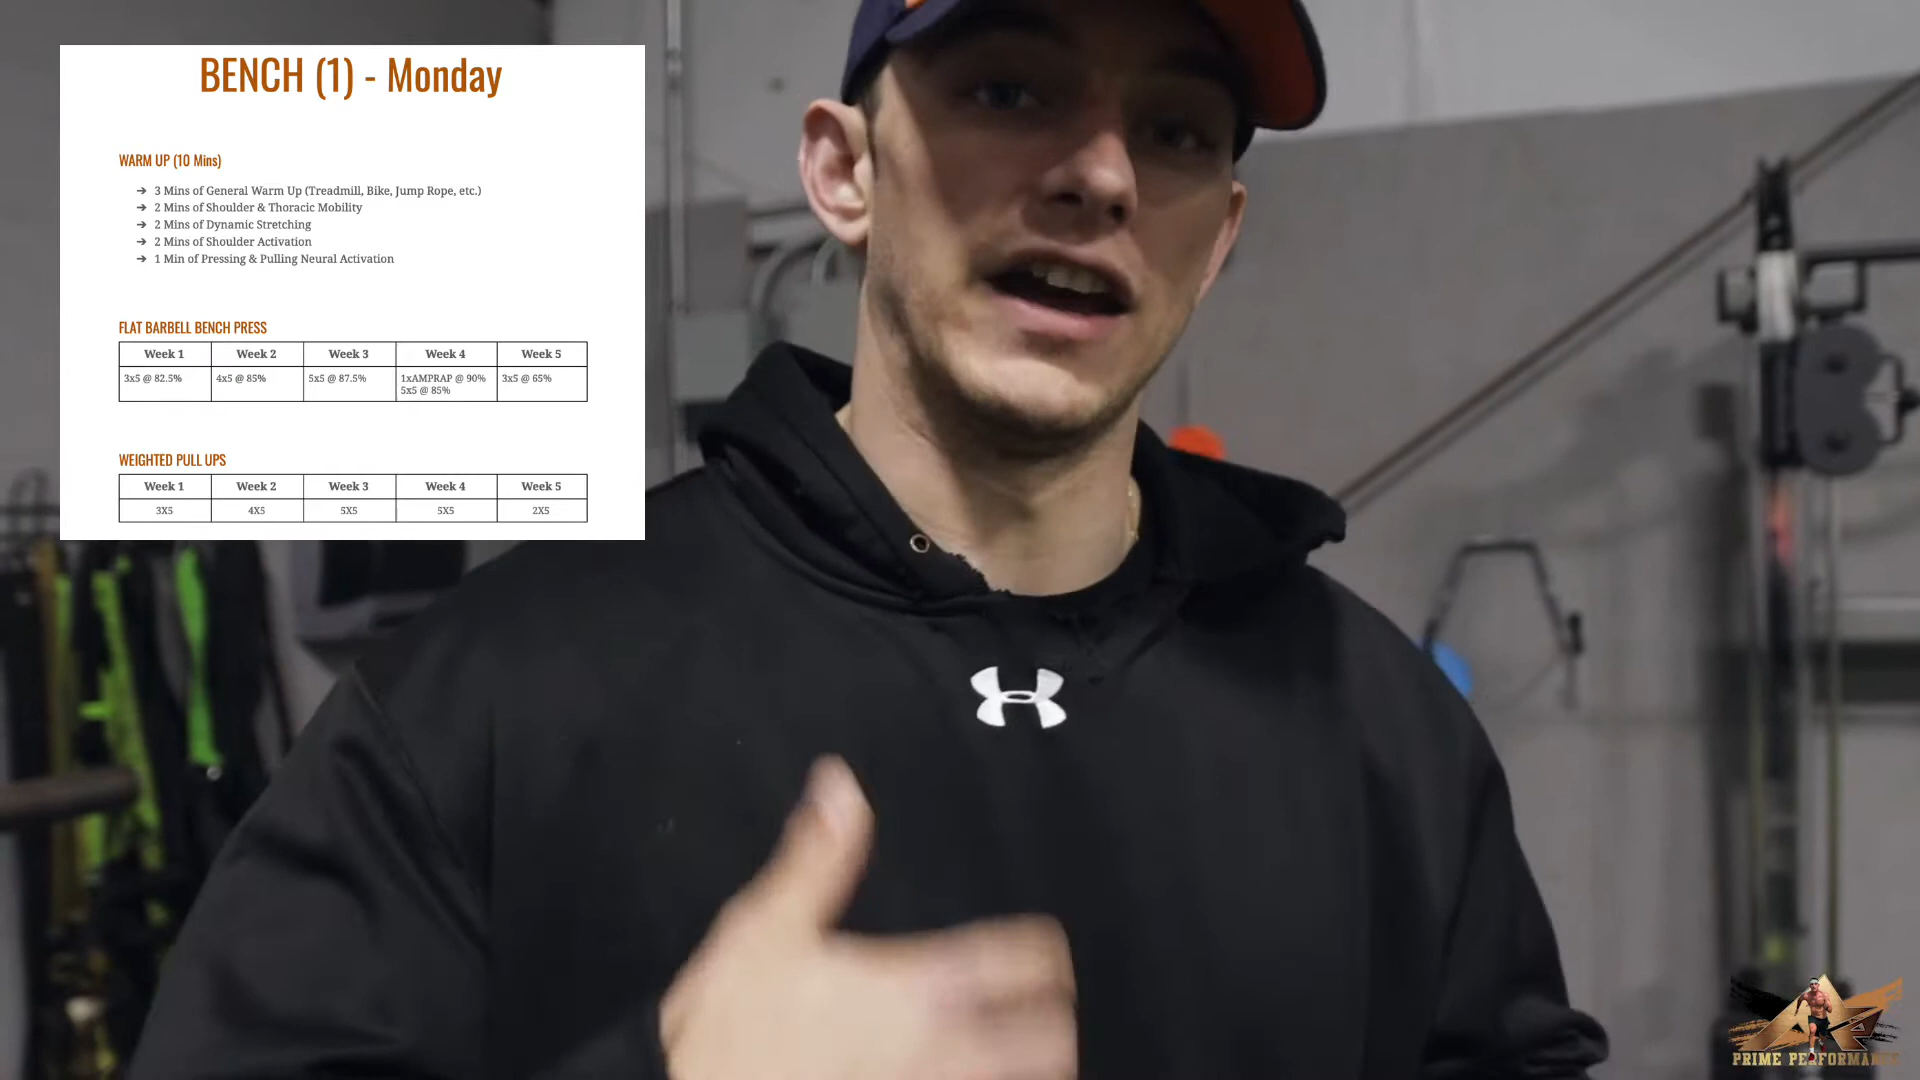 BENCH (1) - Monday
WARM UP (10 Mins)
➔ 3 Mins of General Warm Up (Treadmill, Bike, Jump Rope, etc.)
➔ 2 Mins of Shoulder & Thoracic Mobility
➔ 2 Mins of Dynamic Stretching
➔ 2 Mins of Shoulder Activation
➔ 1 Min of Pressing & Pulling Neural Activation
FLAT BARBELL BENCH PRESS
Week 1 Week 2 Week 3 Week 4 Week 5
3x5 @ 82.5% 4x5 @ 85% 5x5 @ 87.5% 1xAMPRAP @ 90% 3x5 @ 65%
5x5 @ 85%
WEIGHTED PULL UPS
Week 1 Week 2 Week 3 Week 4 Week 5
3X5 4X5 5X5 5X5 2X5
PRIME PERFORMANCE